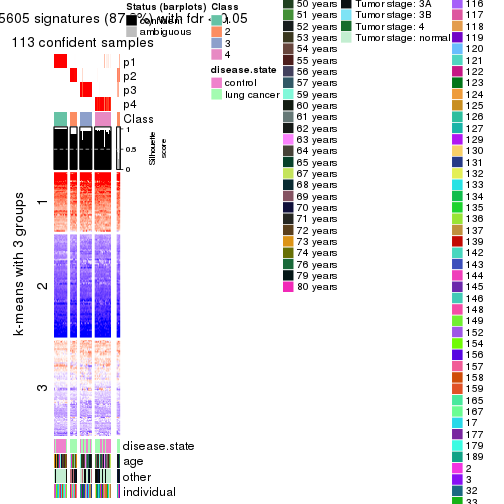 5605 signatures (87 %) with fdr < 0.05
113 confident samples
Status (barplots)
confident
ambiguous
disease.state
control
lung cancer
Class
1
2
3
4
p1
p2
p3
p4
Class
1
0.5
0
Silhouette
score
k-means with 3 groups
1
2
3
disease.state
age
other
individual
50 years
51 years
52 years
53 years
54 years
55 years
56 years
57 years
59 years
60 years
61 years
62 years
63 years
64 years
65 years
67 years
68 years
69 years
70 years
71 years
72 years
73 years
74 years
76 years
79 years
80 years
Tumor stage: 3A
Tumor stage: 3B
Tumor stage: 4
Tumor stage: normal
116
117
118
119
120
121
122
123
124
125
126
127
129
130
131
132
133
134
135
136
137
139
142
143
144
145
146
148
149
152
154
156
157
158
159
165
167
17
177
179
189
2
3
32
33